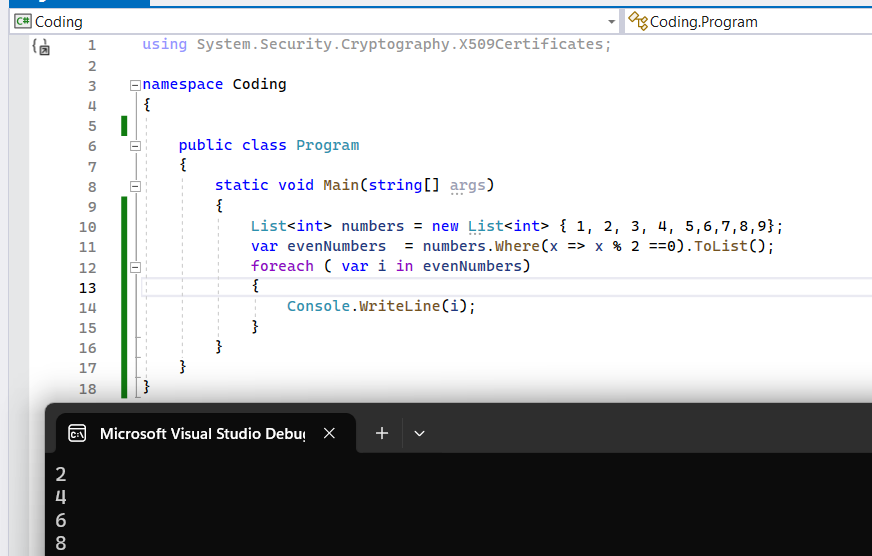 C# Coding
Coding.Program
1 using System.Security.Cryptography.X509Certificates;
2
3 namespace Coding
4 {
5
6 public class Program
7 {
8 static void Main(string[] args)
9 {
10 List<int> numbers = new List<int> { 1, 2, 3, 4, 5,6,7,8,9};
11 var evenNumbers  = numbers.Where(x => x % 2 ==0).ToList();
12 foreach ( var i in evenNumbers)
13 {
14 Console.WriteLine(i);
15 }
16 }
17 }
18 }
Microsoft Visual Studio Debu
2
4
6
8